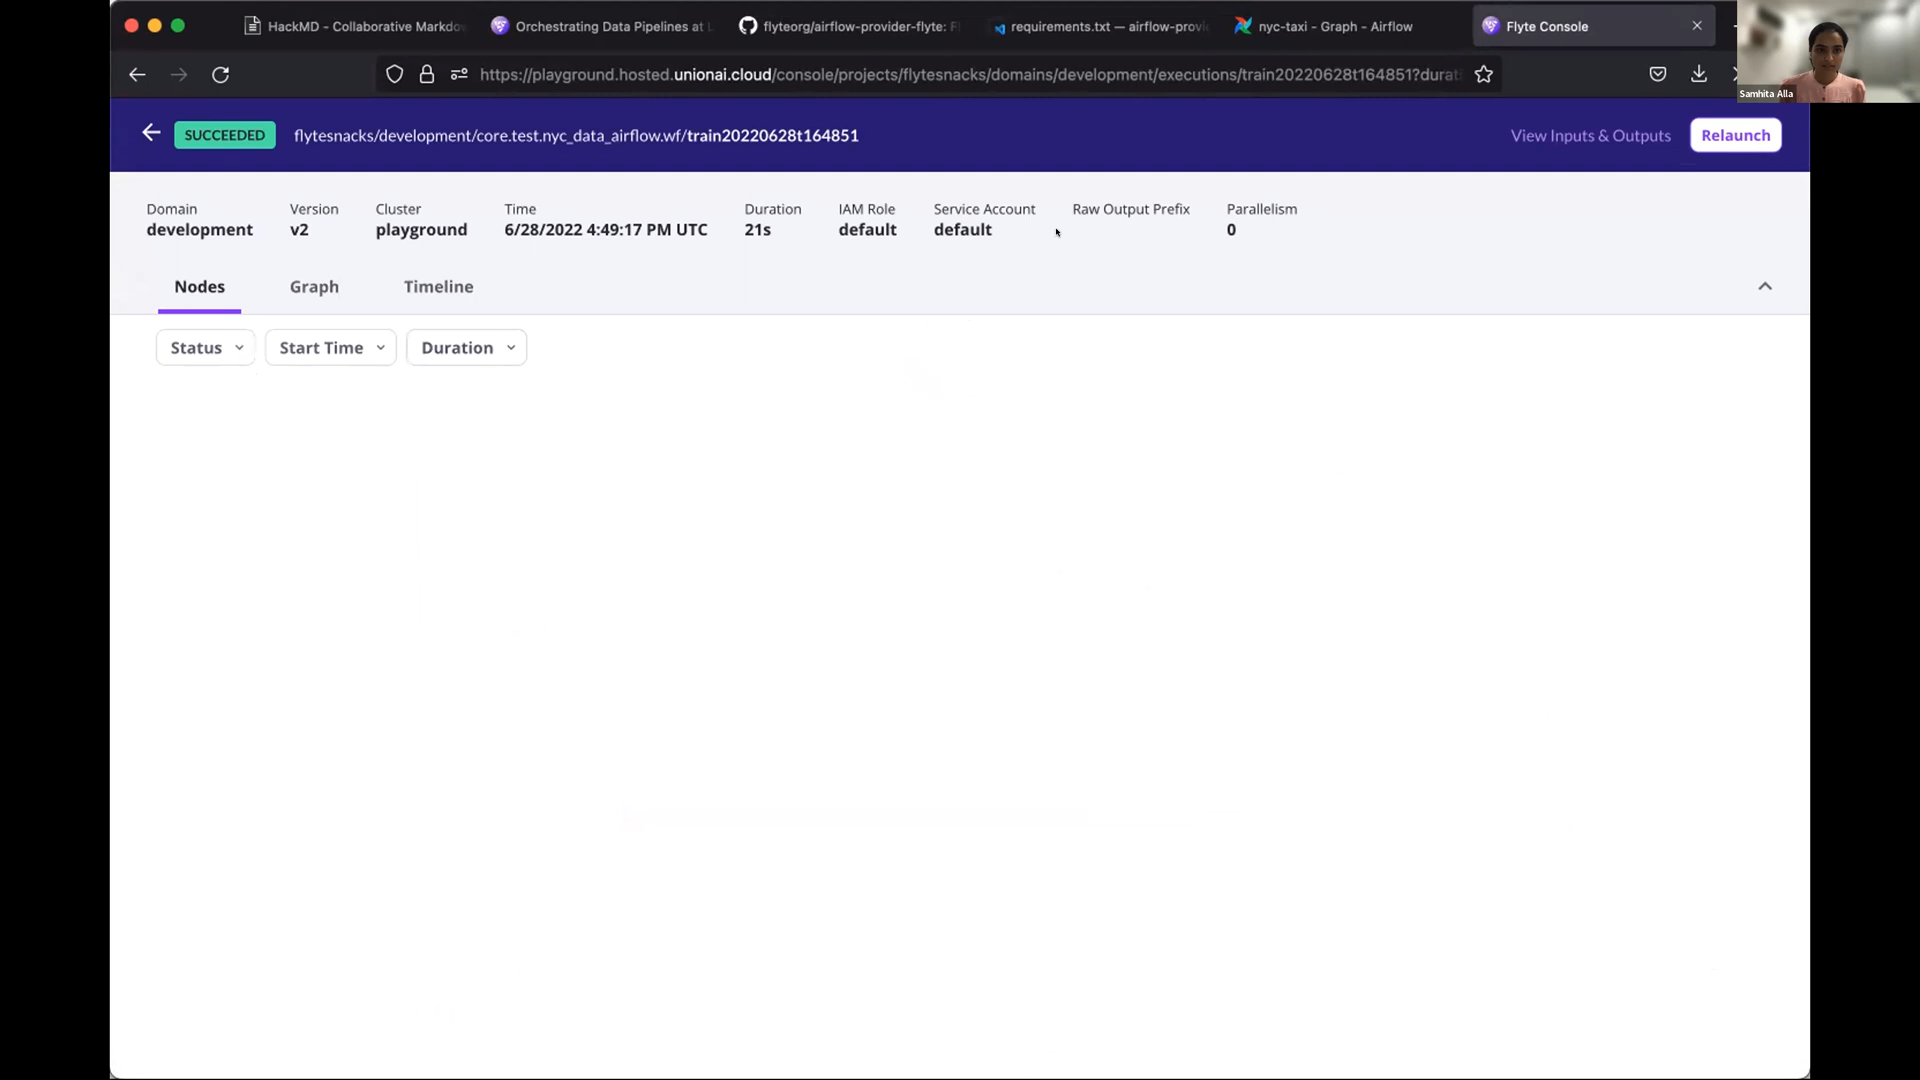 HackMD - Collaborative Markdo
Orchestrating Data Pipelines at L
flyteorg/airflow-provider-flyte: F
requirements.txt — airflow-provi
nyc-taxi - Graph - Airflow
Flyte Console
https://playground.hosted.unionai.cloud/console/projects/flytesnacks/domains/development/executions/train20220628t164851?durat
Samhita Alla
SUCCEEDED
flytesnacks/development/core.test.nyc_data_airflow.wf/train20220628t164851
View Inputs & Outputs
Relaunch
Domain
development
Version
v2
Cluster
playground
Time
6/28/2022 4:49:17 PM UTC
Duration
21s
IAM Role
default
Service Account
default
Raw Output Prefix
Parallelism
0
Nodes
Graph
Timeline
Status
Start Time
Duration